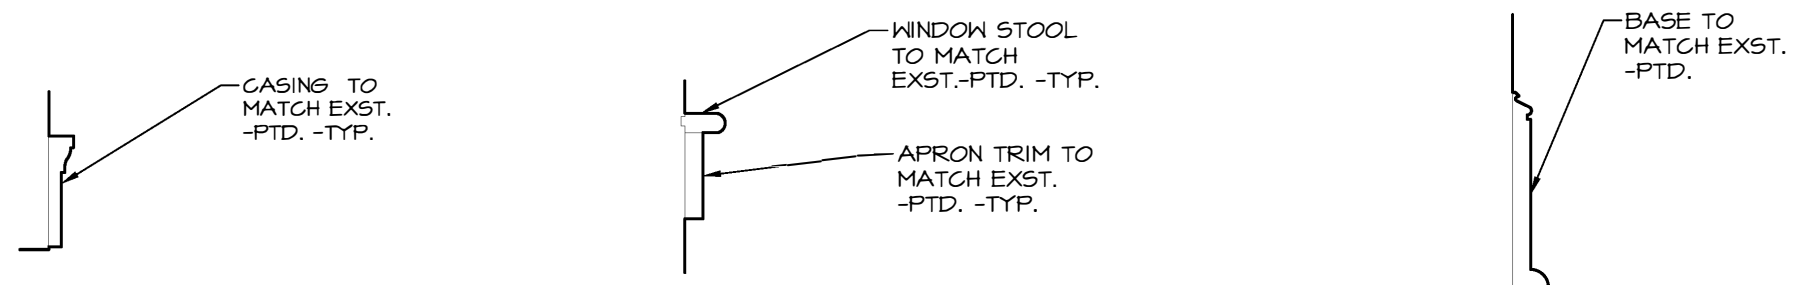 CASING TO
MATCH EXST.
-PTD. -TYP.
WINDOW STOOL
TO MATCH
EXST.-PTD. -TYP.
APRON TRIM TO
MATCH EXST.
-PTD. -TYP.
BASE TO
MATCH EXST.
-PTD.